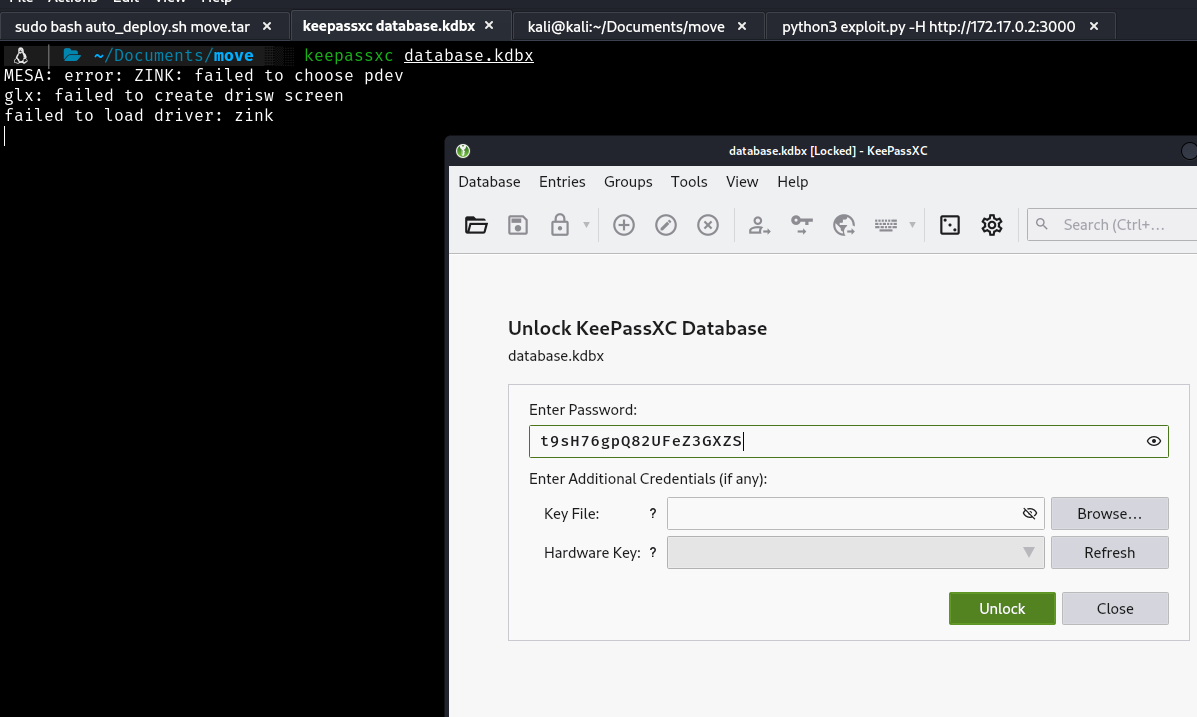 sudo bash auto_deploy.sh move.tar × keepassxc database.kdbx × kali@kali:~/Documents/move × python3 exploit.py -H http://172.17.0.2:3000 ×
~/Documents/move keepassxc database.kdbx
MESA: error: ZINK: failed to choose pdev
glx: failed to create drisw screen
failed to load driver: zink
database.kdbx [Locked] - KeePassXC
Database Entries Groups Tools View Help
Search (Ctrl+...
Unlock KeePassXC Database
database.kdbx
Enter Password:
t9sH76gpQ82UFeZ3GXZS
Enter Additional Credentials (if any):
Key File: ? Browse...
Hardware Key: ? Refresh
Unlock Close